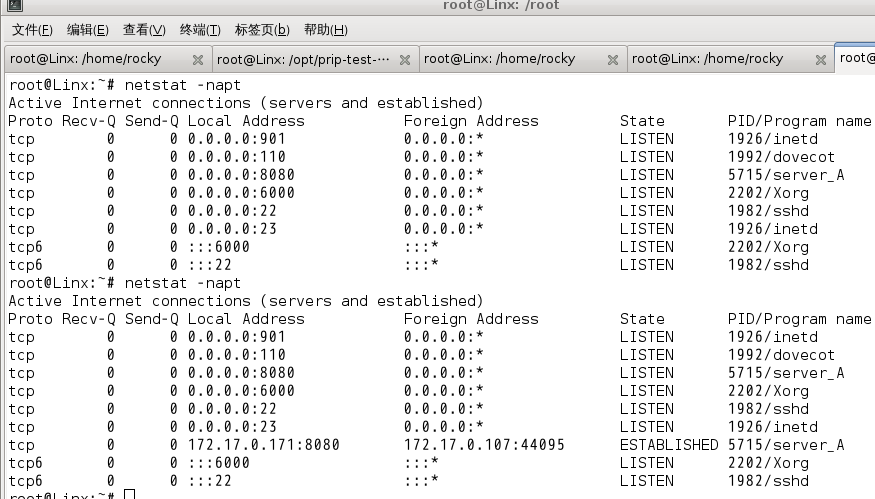 root@Linx: /root
文件(F) 编辑(E) 查看(V) 终端(T) 标签页(b) 帮助(H)
root@Linx: /home/rocky root@Linx: /opt/prip-test-… root@Linx: /home/rocky root@Linx: /home/rocky root@
root@Linx:~# netstat -napt
Active Internet connections (servers and established)
Proto Recv-Q Send-Q Local Address Foreign Address State PID/Program name
tcp 0 0 0.0.0.0:901 0.0.0.0:* LISTEN 1926/inetd
tcp 0 0 0.0.0.0:110 0.0.0.0:* LISTEN 1992/dovecot
tcp 0 0 0.0.0.0:8080 0.0.0.0:* LISTEN 5715/server_A
tcp 0 0 0.0.0.0:6000 0.0.0.0:* LISTEN 2202/Xorg
tcp 0 0 0.0.0.0:22 0.0.0.0:* LISTEN 1982/sshd
tcp 0 0 0.0.0.0:23 0.0.0.0:* LISTEN 1926/inetd
tcp6 0 0 :::6000 :::* LISTEN 2202/Xorg
tcp6 0 0 :::22 :::* LISTEN 1982/sshd
root@Linx:~# netstat -napt
Active Internet connections (servers and established)
Proto Recv-Q Send-Q Local Address Foreign Address State PID/Program name
tcp 0 0 0.0.0.0:901 0.0.0.0:* LISTEN 1926/inetd
tcp 0 0 0.0.0.0:110 0.0.0.0:* LISTEN 1992/dovecot
tcp 0 0 0.0.0.0:8080 0.0.0.0:* LISTEN 5715/server_A
tcp 0 0 0.0.0.0:6000 0.0.0.0:* LISTEN 2202/Xorg
tcp 0 0 0.0.0.0:22 0.0.0.0:* LISTEN 1982/sshd
tcp 0 0 0.0.0.0:23 0.0.0.0:* LISTEN 1926/inetd
tcp 0 0 172.17.0.171:8080 172.17.0.107:44095 ESTABLISHED 5715/server_A
tcp6 0 0 :::6000 :::* LISTEN 2202/Xorg
tcp6 0 0 :::22 :::* LISTEN 1982/sshd
root@Linx:~#